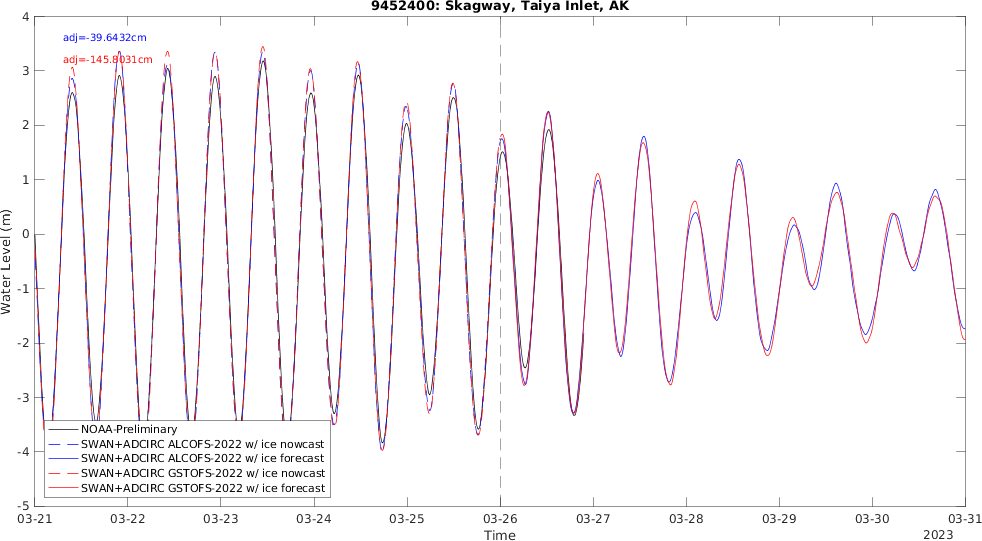 9452400: Skagway, Taiya Inlet, AK
adj=-39.6432cm
adj=-145.8031cm
Water Level (m)
4
3
2
1
0
-1
-2
-3
-4
-5
NOAA-Preliminary
SWAN+ADCIRC ALCOFS-2022 w/ ice nowcast
SWAN+ADCIRC ALCOFS-2022 w/ ice forecast
SWAN+ADCIRC GSTOFS-2022 w/ ice nowcast
SWAN+ADCIRC GSTOFS-2022 w/ ice forecast
03-21 03-22 03-23 03-24 03-25 03-26 03-27 03-28 03-29 03-30 03-31
Time
2023